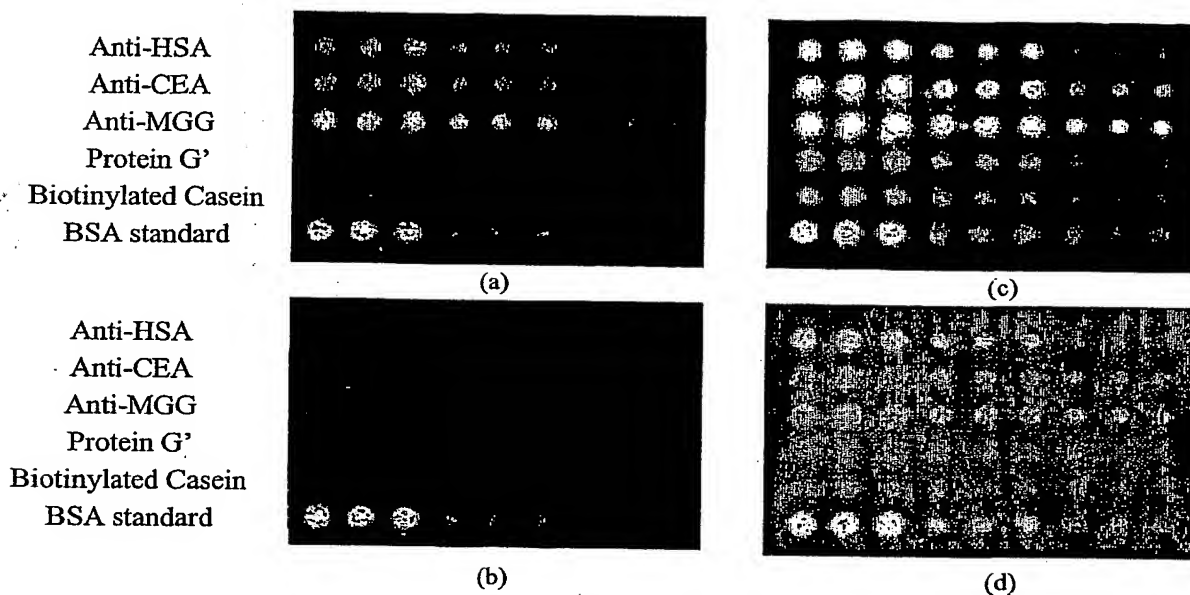 Anti-HSA
Anti-CEA
Anti-MGG
Protein G'
Biotinylated Casein
BSA standard
(a)
(c)
Anti-HSA
Anti-CEA
Anti-MGG
Protein G'
Biotinylated Casein
BSA standard
(b)
(d)